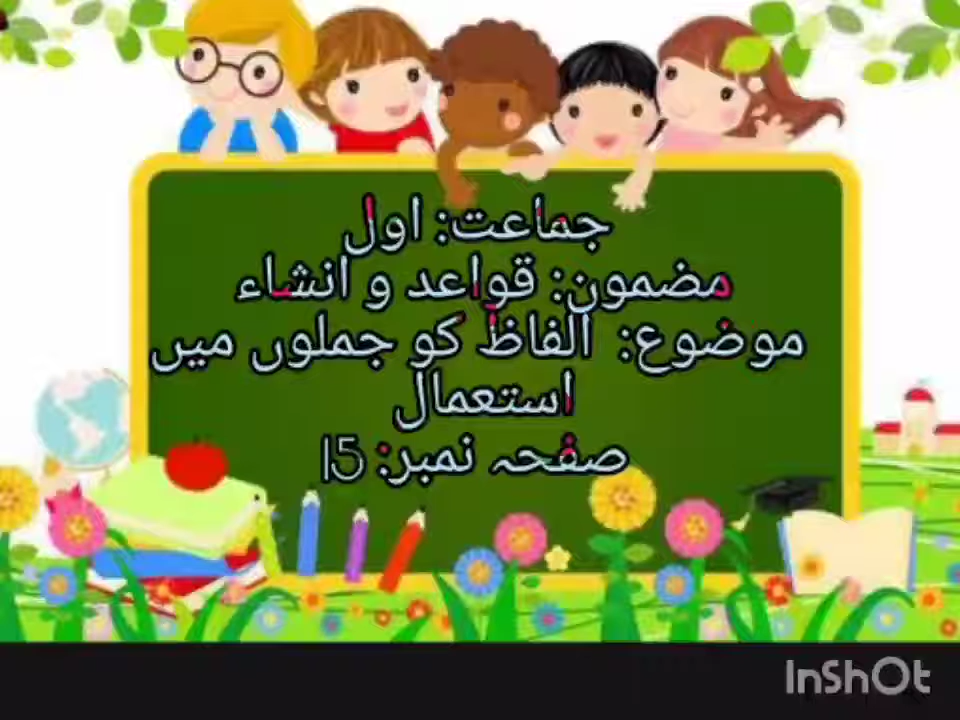 جماعت: اول
مضمون: قواعد و انشاء
موضوع: الفاظ کو جملوں میں
استعمال
صفحہ نمبر: 15
InShOt